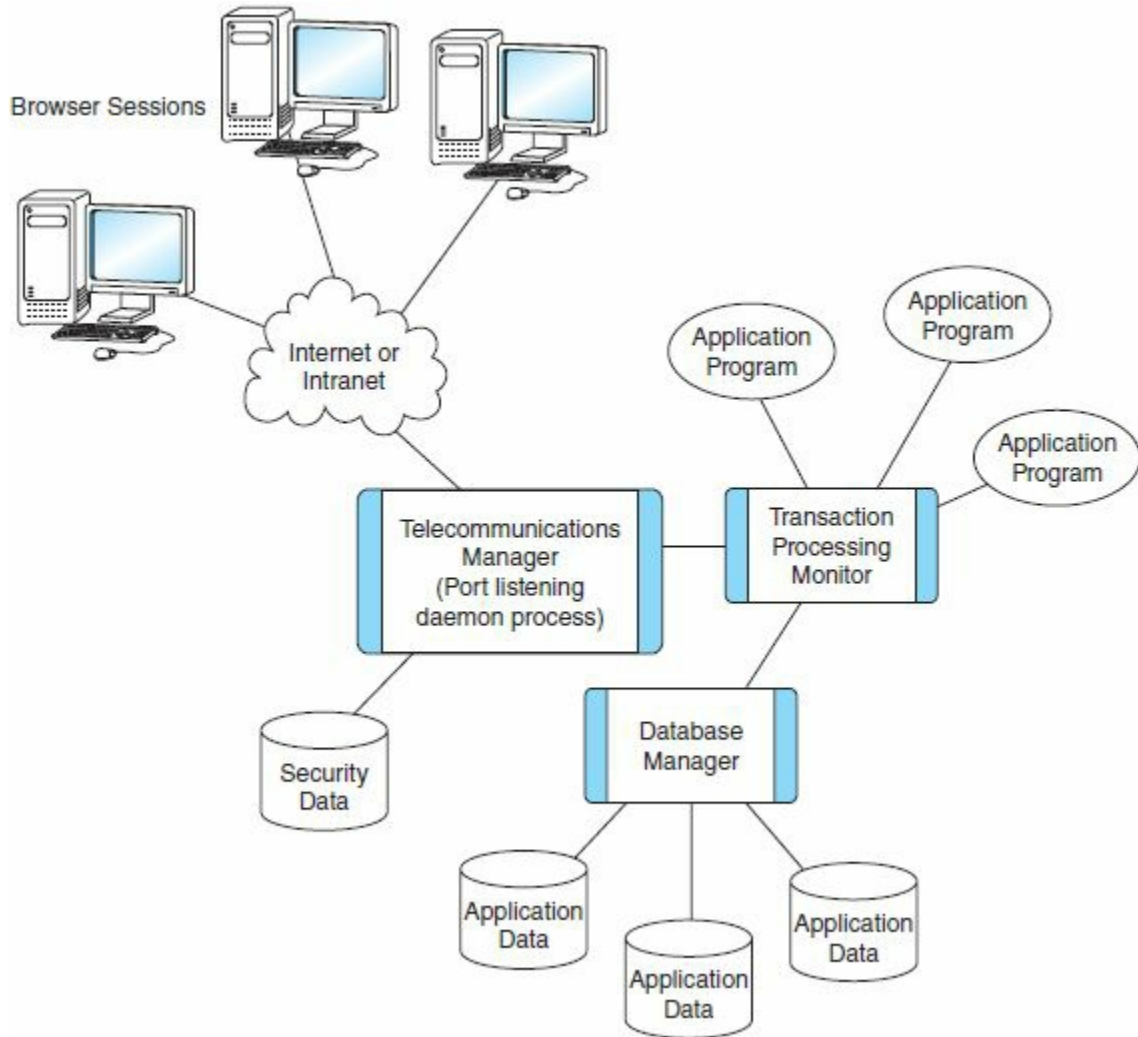 Browser Sessions
Internet or
Intranet
Application
Program
Application
Program
Application
Program
Telecommunications
Manager
(Port listening
daemon process)
Transaction
Processing
Monitor
Database
Manager
Security
Data
Application
Data
Application
Data
Application
Data